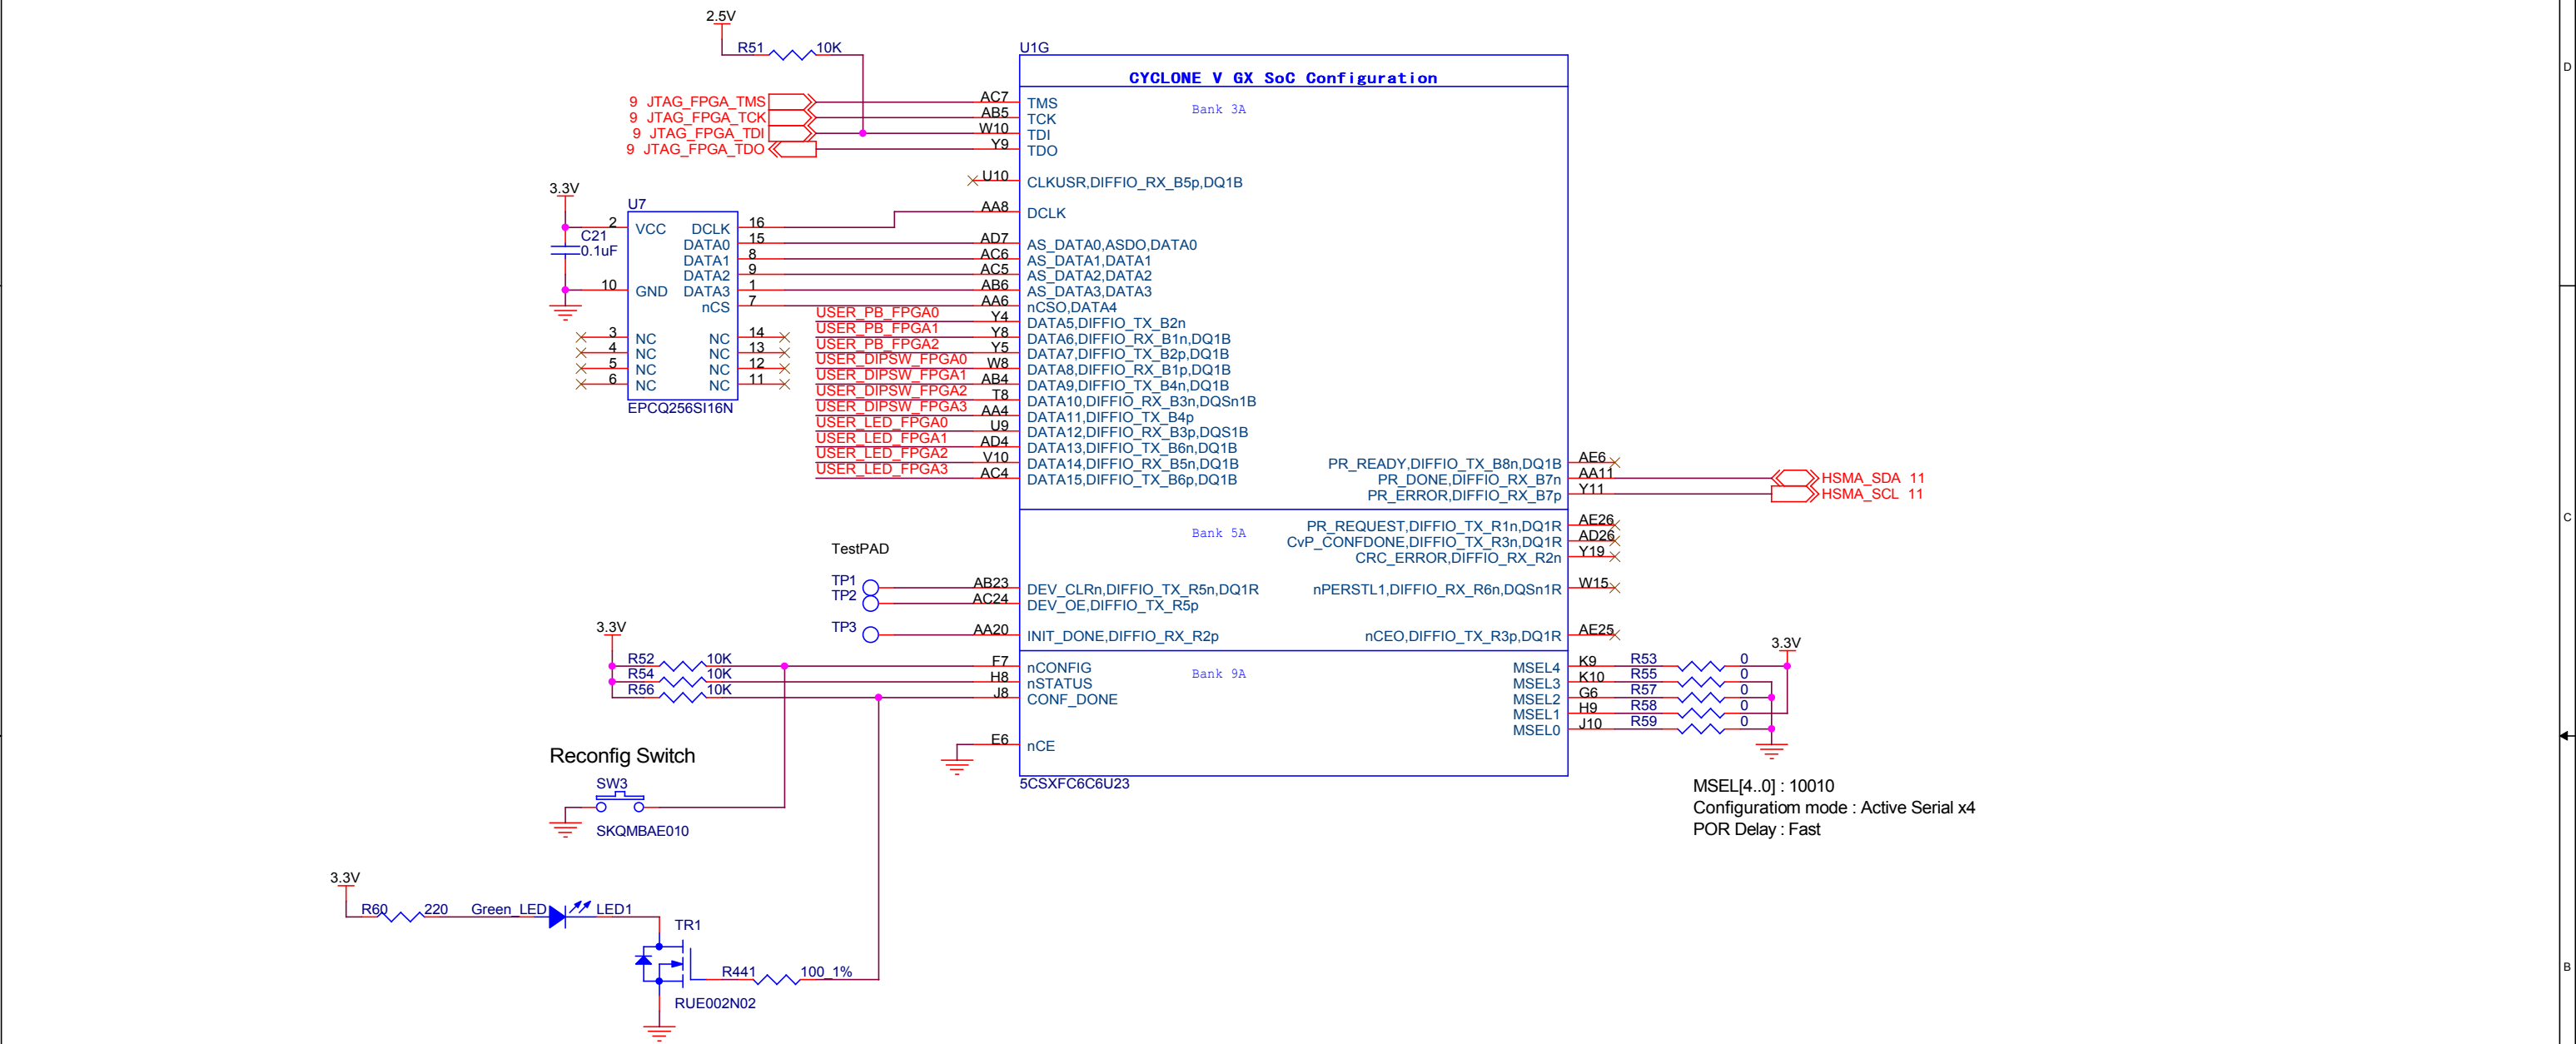 2.5V
R51 10K
U1G
CYCLONE V GX SoC Configuration
Bank 3A
9 JTAG_FPGA_TMS AC7 TMS
9 JTAG_FPGA_TCK AB5 TCK
9 JTAG_FPGA_TDI W10 TDI
9 JTAG_FPGA_TDO Y9 TDO
U10 CLKUSR,DIFFIO_RX_B5p,DQ1B
3.3V
U7
AA8 DCLK
2 VCC DCLK 16
C21
0.1uF
DATA0 15 AD7 AS_DATA0,ASDO,DATA0
DATA1 8 AC6 AS_DATA1,DATA1
DATA2 9 AC5 AS_DATA2,DATA2
10 GND DATA3 1 AB6 AS_DATA3,DATA3
nCS 7 AA6 nCSO,DATA4
USER_PB_FPGA0 Y4 DATA5,DIFFIO_TX_B2n
3 NC NC 14 USER_PB_FPGA1 Y8 DATA6,DIFFIO_RX_B1n,DQ1B
4 NC NC 13 USER_PB_FPGA2 Y5 DATA7,DIFFIO_TX_B2p,DQ1B
5 NC NC 12 USER_DIPSW_FPGA0 W8 DATA8,DIFFIO_RX_B1p,DQ1B
6 NC NC 11 USER_DIPSW_FPGA1 AB4 DATA9,DIFFIO_TX_B4n,DQ1B
EPCQ256SI16N
USER_DIPSW_FPGA2 T8 DATA10,DIFFIO_RX_B3n,DQSn1B
USER_DIPSW_FPGA3 AA4 DATA11,DIFFIO_TX_B4p
USER_LED_FPGA0 U9 DATA12,DIFFIO_RX_B3p,DQS1B
USER_LED_FPGA1 AD4 DATA13,DIFFIO_TX_B6n,DQ1B
USER_LED_FPGA2 V10 DATA14,DIFFIO_RX_B5n,DQ1B PR_READY,DIFFIO_TX_B8n,DQ1B AE6
USER_LED_FPGA3 AC4 DATA15,DIFFIO_TX_B6p,DQ1B PR_DONE,DIFFIO_RX_B7n AA11 HSMA_SDA 11
PR_ERROR,DIFFIO_RX_B7p Y11 HSMA_SCL 11
Bank 5A
PR_REQUEST,DIFFIO_TX_R1n,DQ1R AE26
CvP_CONFDONE,DIFFIO_TX_R3n,DQ1R AD26
CRC_ERROR,DIFFIO_RX_R2n Y19
TestPAD
TP1 AB23 DEV_CLRn,DIFFIO_TX_R5n,DQ1R nPERSTL1,DIFFIO_RX_R6n,DQSn1R W15
TP2 AC24 DEV_OE,DIFFIO_TX_R5p
TP3 AA20 INIT_DONE,DIFFIO_RX_R2p nCEO,DIFFIO_TX_R3p,DQ1R AE25
3.3V
3.3V
Bank 9A
R52 10K F7 nCONFIG MSEL4 K9 R53 0
R54 10K H8 nSTATUS MSEL3 K10 R55 0
R56 10K J8 CONF_DONE MSEL2 G6 R57 0
MSEL1 H9 R58 0
MSEL0 J10 R59 0
E6 nCE
5CSXFC6C6U23
Reconfig Switch
SW3
SKQMBAE010
MSEL[4..0] : 10010
Configuratiom mode : Active Serial x4
POR Delay : Fast
3.3V
R60 220 Green_LED LED1
TR1
R441 100_1%
RUE002N02
D
C
B